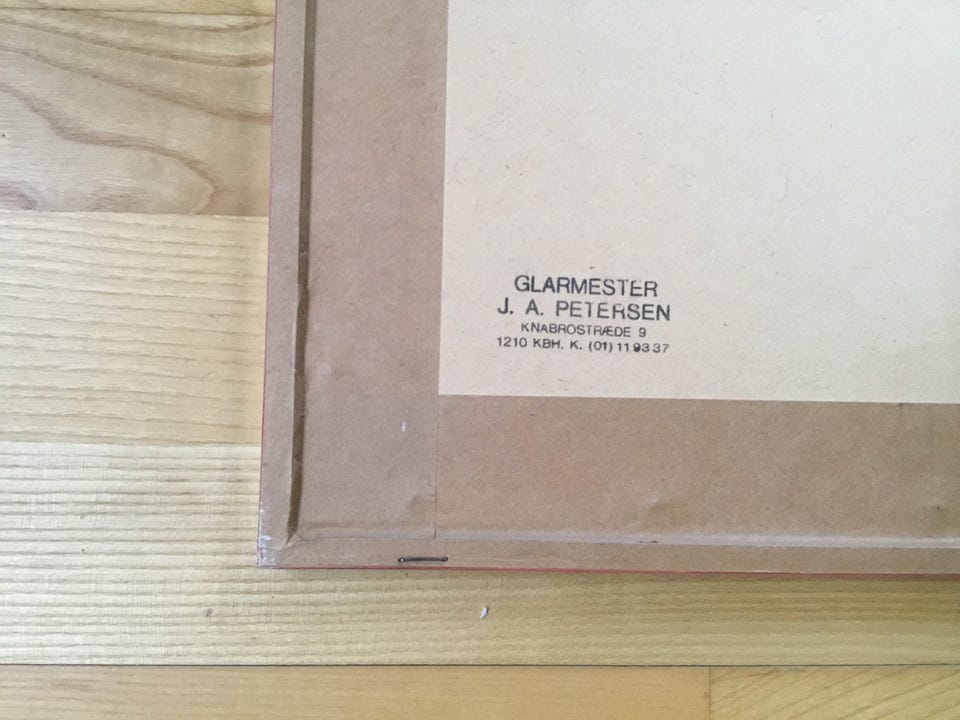 GLARMESTER
J. A. PETERSEN
KNABROSTRÆDE 9
1210 KBH. K. (01) 11 93 37